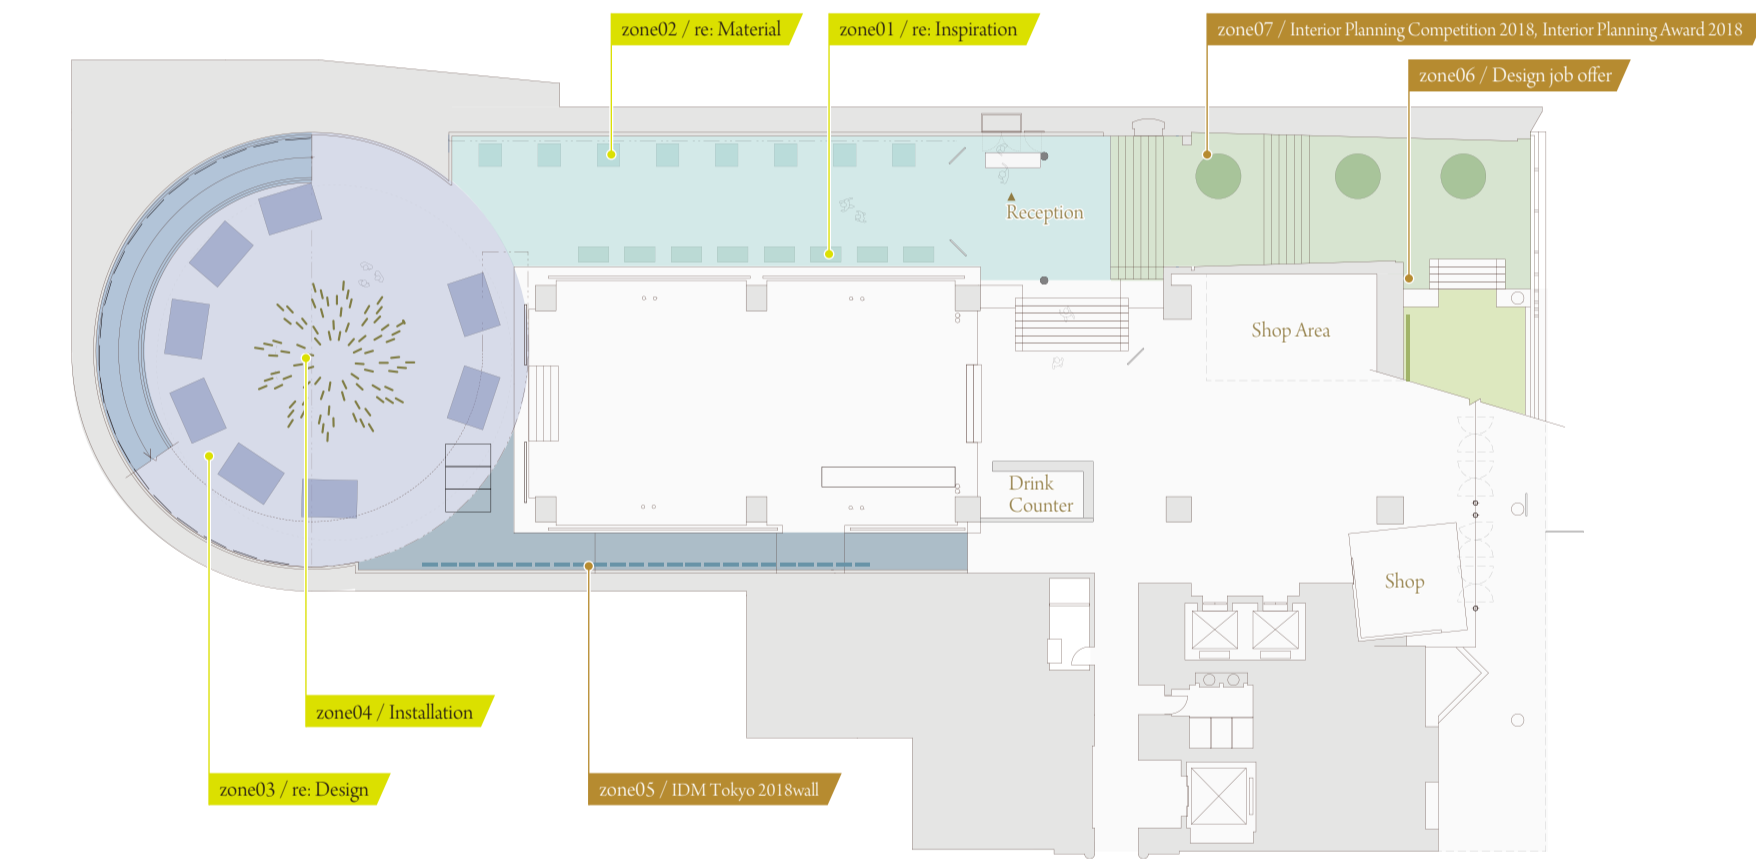 zone02 / re: Material
zone01 / re: Inspiration
zone07 / Interior Planning Competition 2018, Interior Planning Award 2018
zone06 / Design job offer
Reception
Shop Area
Drink
Counter
Shop
zone04 / Installation
zone03 / re: Design
zone05 / IDM Tokyo 2018wall